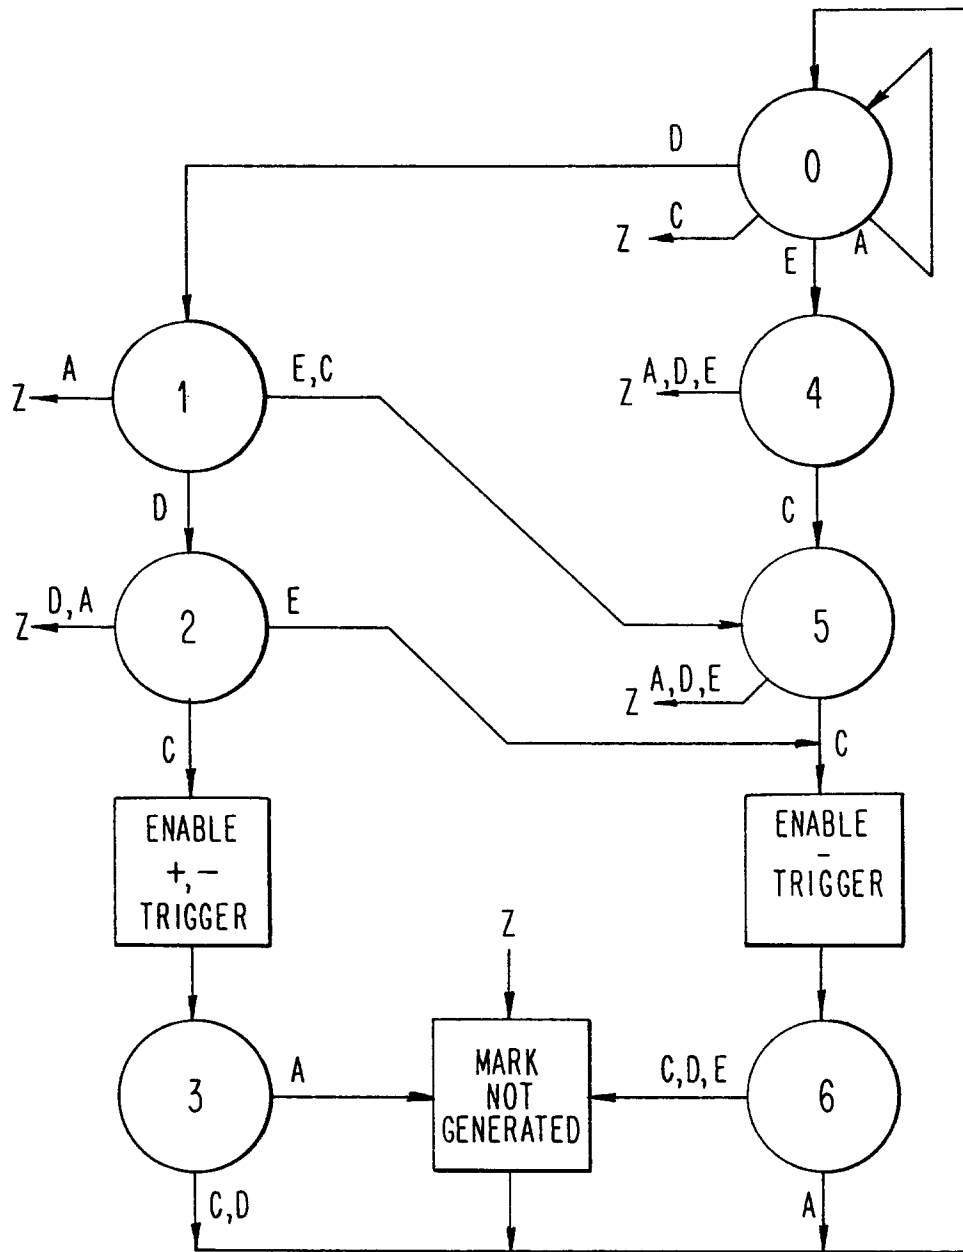 D
0
Z C
E
A
Z A
1
E,C
Z A,D,E
4
D
C
Z D,A
2
E
5
Z A,D,E
C
C
ENABLE
+,-
TRIGGER
ENABLE
-
TRIGGER
Z
3
A
MARK
NOT
GENERATED
C,D,E
6
C,D
A